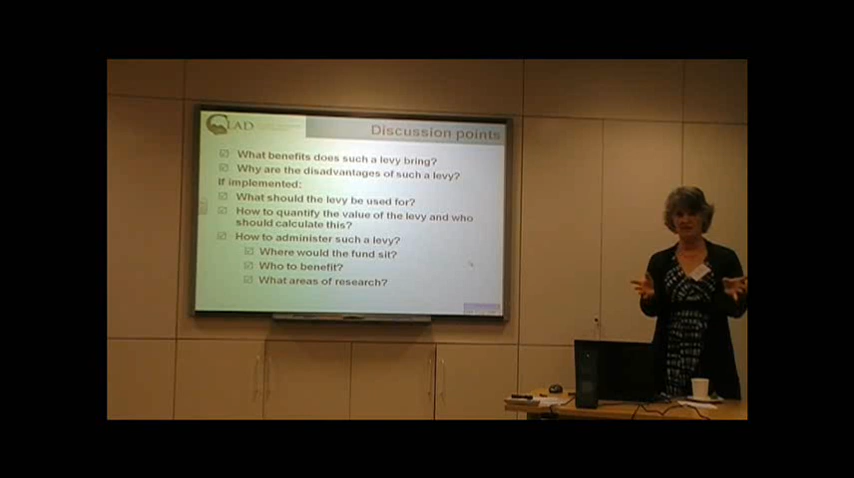 CLAD
Discussion points
What benefits does such a levy bring?
Why are the disadvantages of such a levy?
If implemented:
What should the levy be used for?
How to quantify the value of the levy and who
should calculate this?
How to administer such a levy?
Where would the fund sit?
Who to benefit?
What areas of research?